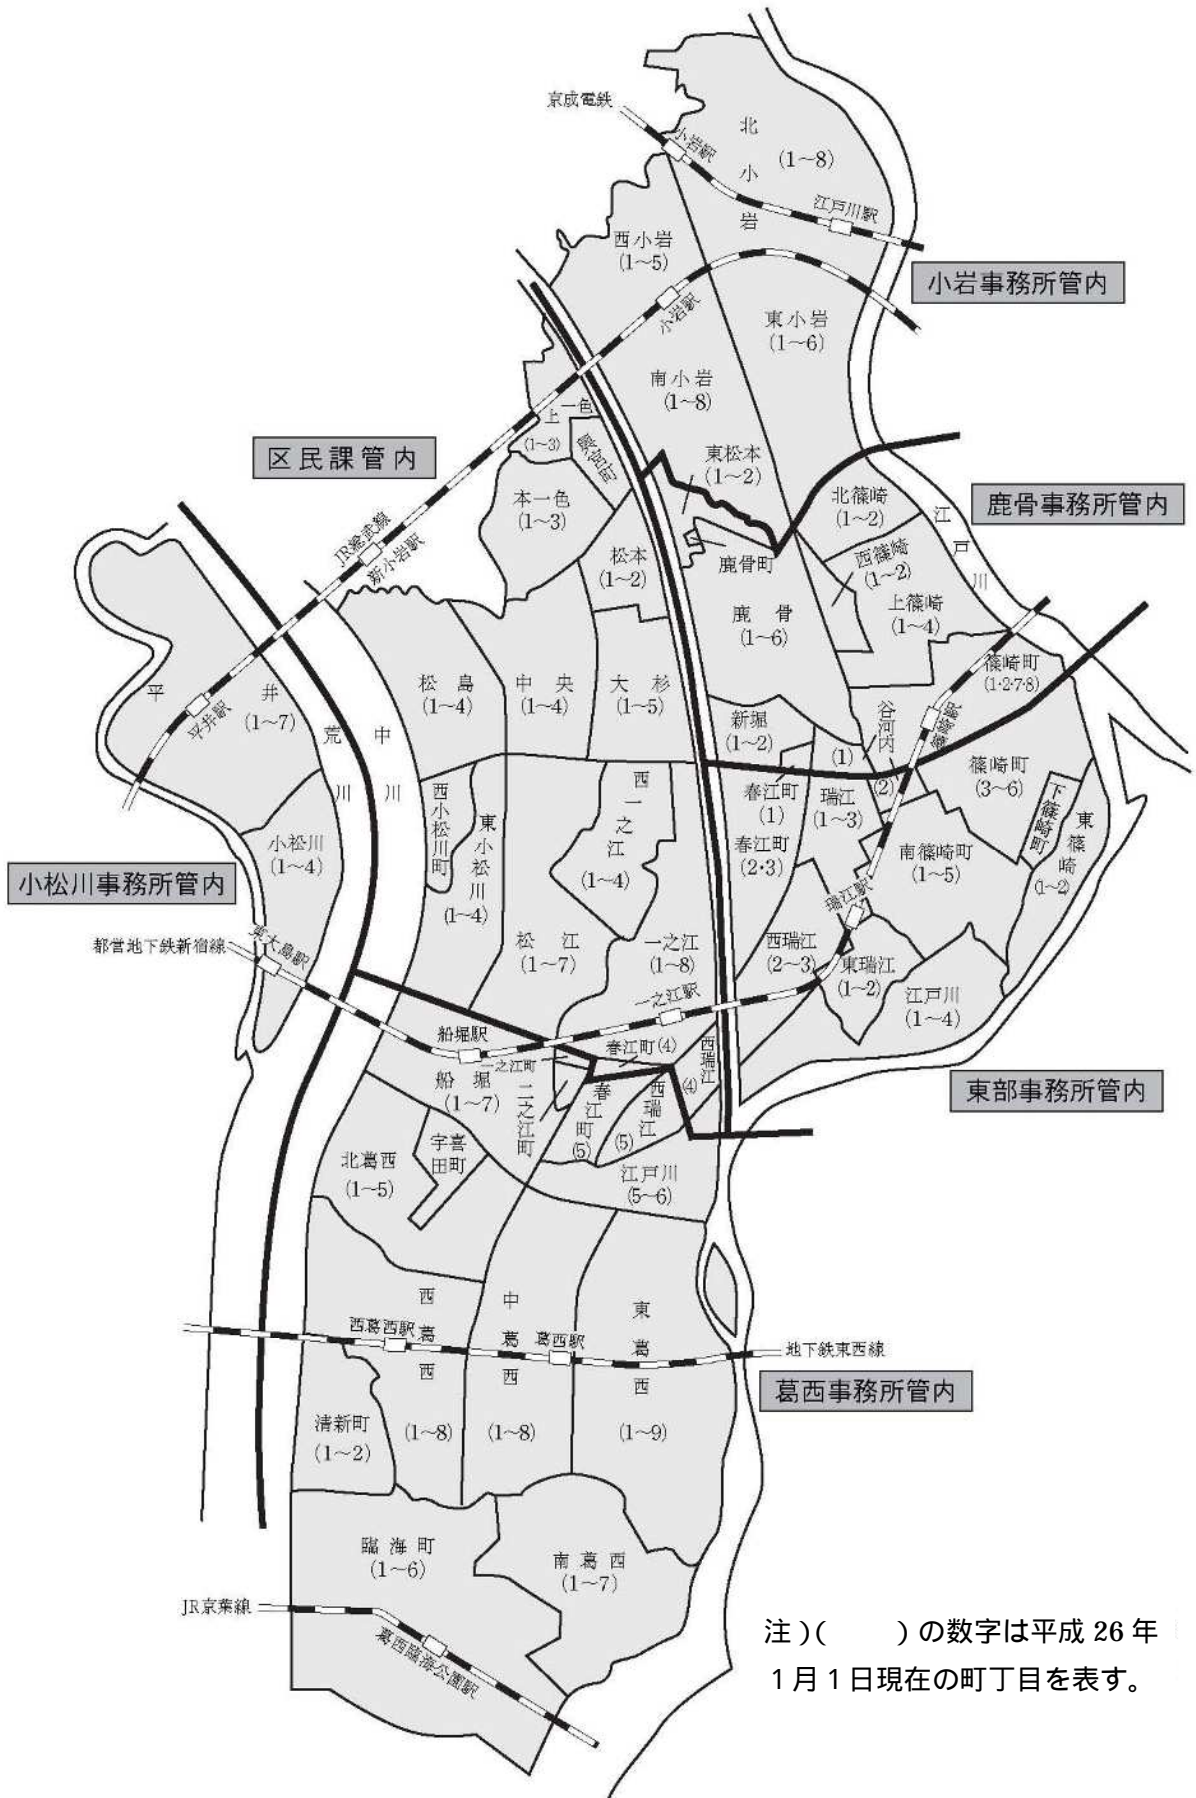 京成電鉄
小岩駅
北小岩
(1～8)
江戸川駅
西小岩
(1～5)
小岩駅
小岩事務所管内
東小岩
(1～6)
南小岩
(1～8)
上一色
(1～3)
興宮町
区民課管内
東松本
(1～2)
本一色
(1～3)
北篠崎
(1～2)
鹿骨事務所管内
江戸川
JR総武線
新小岩駅
松本
(1～2)
鹿骨町
西篠崎
(1～2)
鹿骨
(1～6)
上篠崎
(1～4)
篠崎町
(1·2·7·8)
平井
(1～7)
平井駅
松島
(1～4)
中央
(1～4)
大杉
(1～5)
新堀
(1～2)
谷河内
(1)
(2)
篠崎駅
荒川
中川
篠崎町
(3～6)
西小松川町
東小松川
(1～4)
西一之江
(1～4)
春江町
(1)
瑞江
(1～3)
春江町
(2·3)
下篠崎町
東篠崎
(1～2)
小松川
(1～4)
小松川事務所管内
南篠崎町
(1～5)
瑞江駅
都営地下鉄新宿線
東大島駅
松江
(1～7)
一之江
(1～8)
西瑞江
(2～3)
東瑞江
(1～2)
江戸川
(1～4)
一之江駅
船堀駅
春江町(4)
西瑞江
(4)
一之江町
船堀
(1～7)
二之江町
春江町
(5)
西瑞江
(5)
東部事務所管内
宇喜田町
北葛西
(1～5)
江戸川
(5～6)
西葛西
(1～8)
中葛西
(1～8)
東葛西
(1～9)
西葛西駅
葛西駅
地下鉄東西線
葛西事務所管内
清新町
(1～2)
臨海町
(1～6)
南葛西
(1～7)
JR京葉線
葛西臨海公園駅
注)(　　)の数字は平成 26 年
1月1日現在の町丁目を表す。